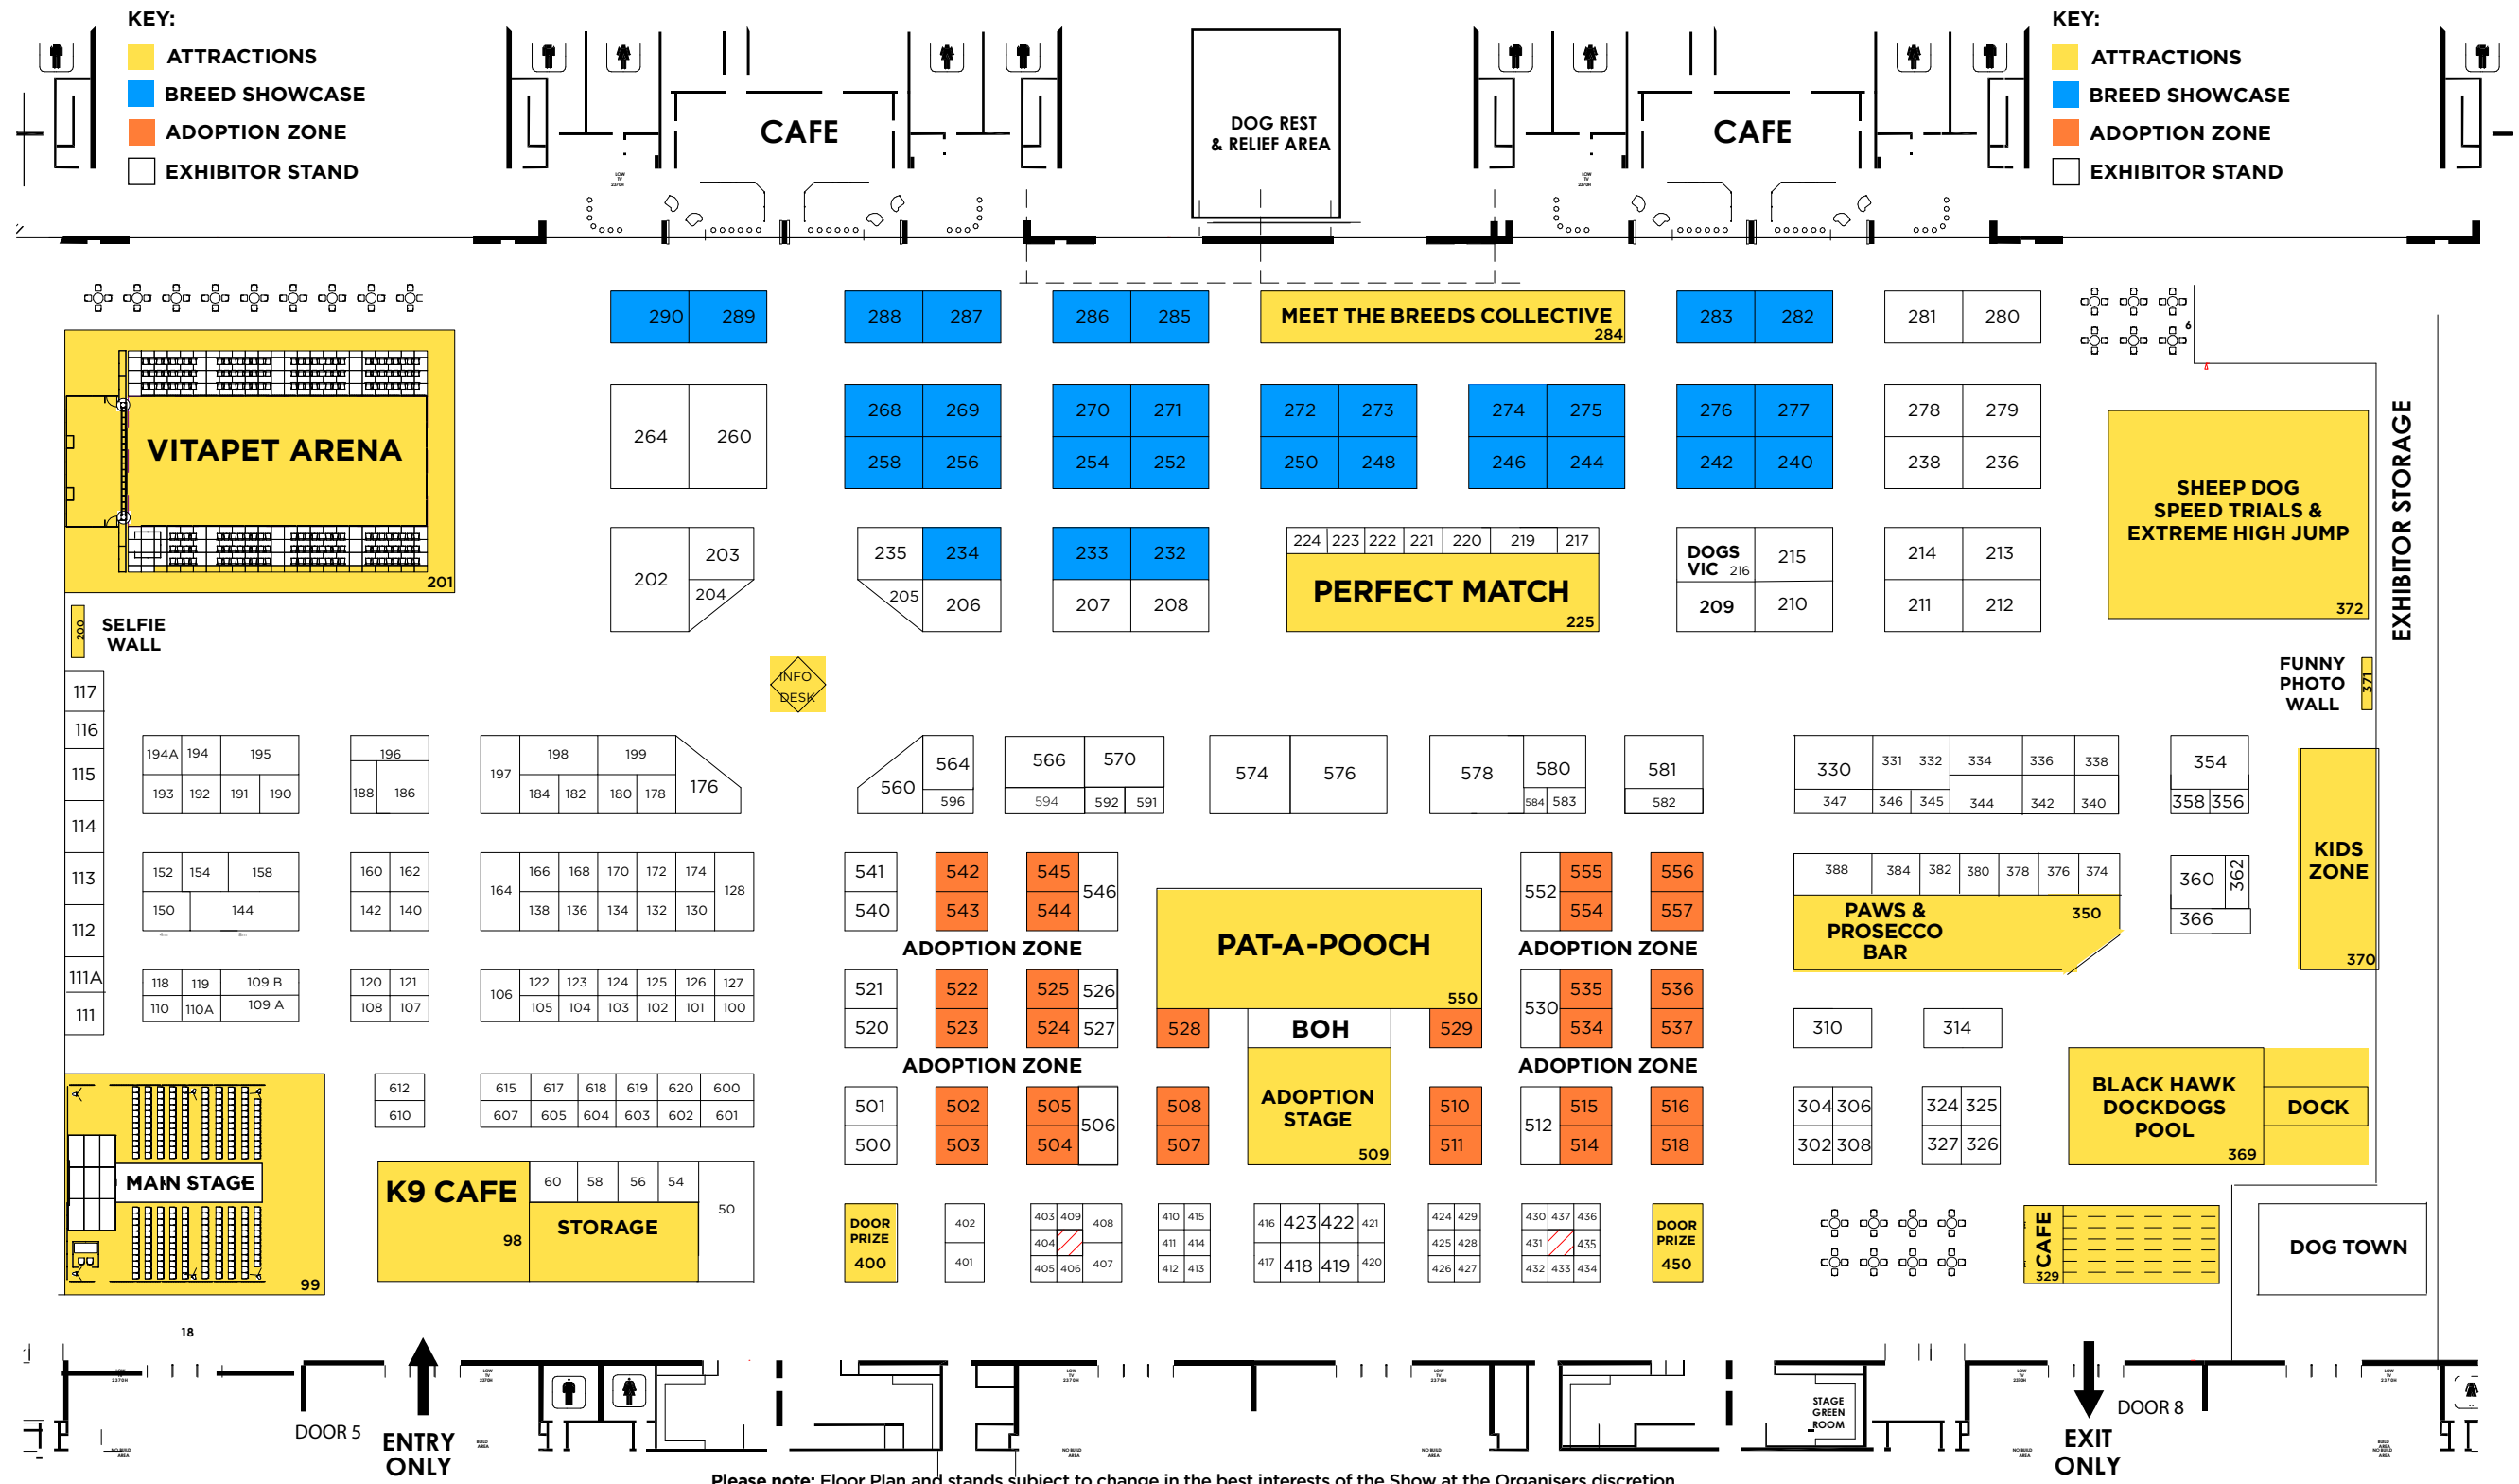 KEY:
ATTRACTIONS
BREED SHOWCASE
ADOPTION ZONE
EXHIBITOR STAND
CAFE
DOG REST
& RELIEF AREA
CAFE
KEY:
ATTRACTIONS
BREED SHOWCASE
ADOPTION ZONE
EXHIBITOR STAND
LOW
TV
2370H
LOW
TV
2370H
290 289 288 287 286 285 MEET THE BREEDS COLLECTIVE 284 283 282 281 280
6
VITAPET ARENA
201
264 260 268 269 270 271 272 273 274 275 276 277 278 279
258 256 254 252 250 248 246 244 242 240 238 236
SHEEP DOG
SPEED TRIALS &
EXTREME HIGH JUMP
372
EXHIBITOR STORAGE
202 203 235 234 233 232 224 223 222 221 220 219 217 DOGS
VIC 216 215 214 213
204 205 206 207 208 PERFECT MATCH 225 209 210 211 212
200 SELFIE
WALL
INFO
DESK
FUNNY
PHOTO
WALL
371
117
116
115
114
113
112
111A
111
194A 194 195 196 197 198 199 176
193 192 191 190 188 186 184 182 180 178
560 564 566 570 574 576 578 580 581
596 594 592 591 584 583 582
330 331 332 334 336 338 354
347 346 345 344 342 340 358 356
KIDS
ZONE
370
152 154 158 160 162 164 166 168 170 172 174 128
150 144 142 140 138 136 134 132 130
541 542 545 546 552 555 556
540 543 544 554 557
388 384 382 380 378 376 374 360 362
366
PAWS &
PROSECCO
BAR
350
ADOPTION ZONE
PAT-A-POOCH
550
ADOPTION ZONE
118 119 109 B 120 121 106 122 123 124 125 126 127
110 110A 109 A 108 107 105 104 103 102 101 100
521 522 525 526 530 535 536
520 523 524 527 528 BOH 529 534 537
310 314
ADOPTION ZONE
ADOPTION ZONE
612 615 617 618 619 620 600
610 607 605 604 603 602 601
501 502 505 506 508 510 512 515 516
500 503 504 507 511 514 518
ADOPTION
STAGE
509
304 306 324 325
302 308 327 326
BLACK HAWK
DOCKDOGS
POOL
369
DOCK
MAIN STAGE
99
K9 CAFE
98
60 58 56 54 50
STORAGE
DOOR
PRIZE
400
402
401
403 409 408
404
405 406 407
410 415
411 414
412 413
416 423 422 421
417 418 419 420
424 429
425 428
426 427
430 437 436
431 435
432 433 434
DOOR
PRIZE
450
CAFE
329
DOG TOWN
18
DOOR 5
ENTRY
ONLY
STAGE
GREEN
ROOM
DOOR 8
EXIT
ONLY
Please note: Floor Plan and stands subject to change in the best interests of the Show at the Organisers discretion